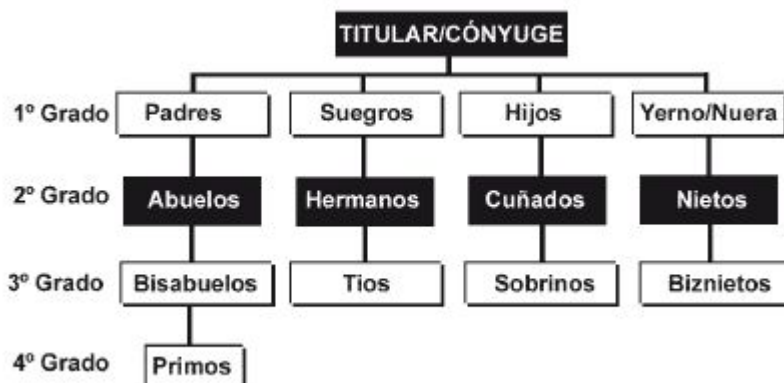 TITULAR/CÓNYUGE
1º Grado Padres Suegros Hijos Yerno/Nuera
2º Grado Abuelos Hermanos Cuñados Nietos
3º Grado Bisabuelos Tios Sobrinos Biznietos
4º Grado Primos